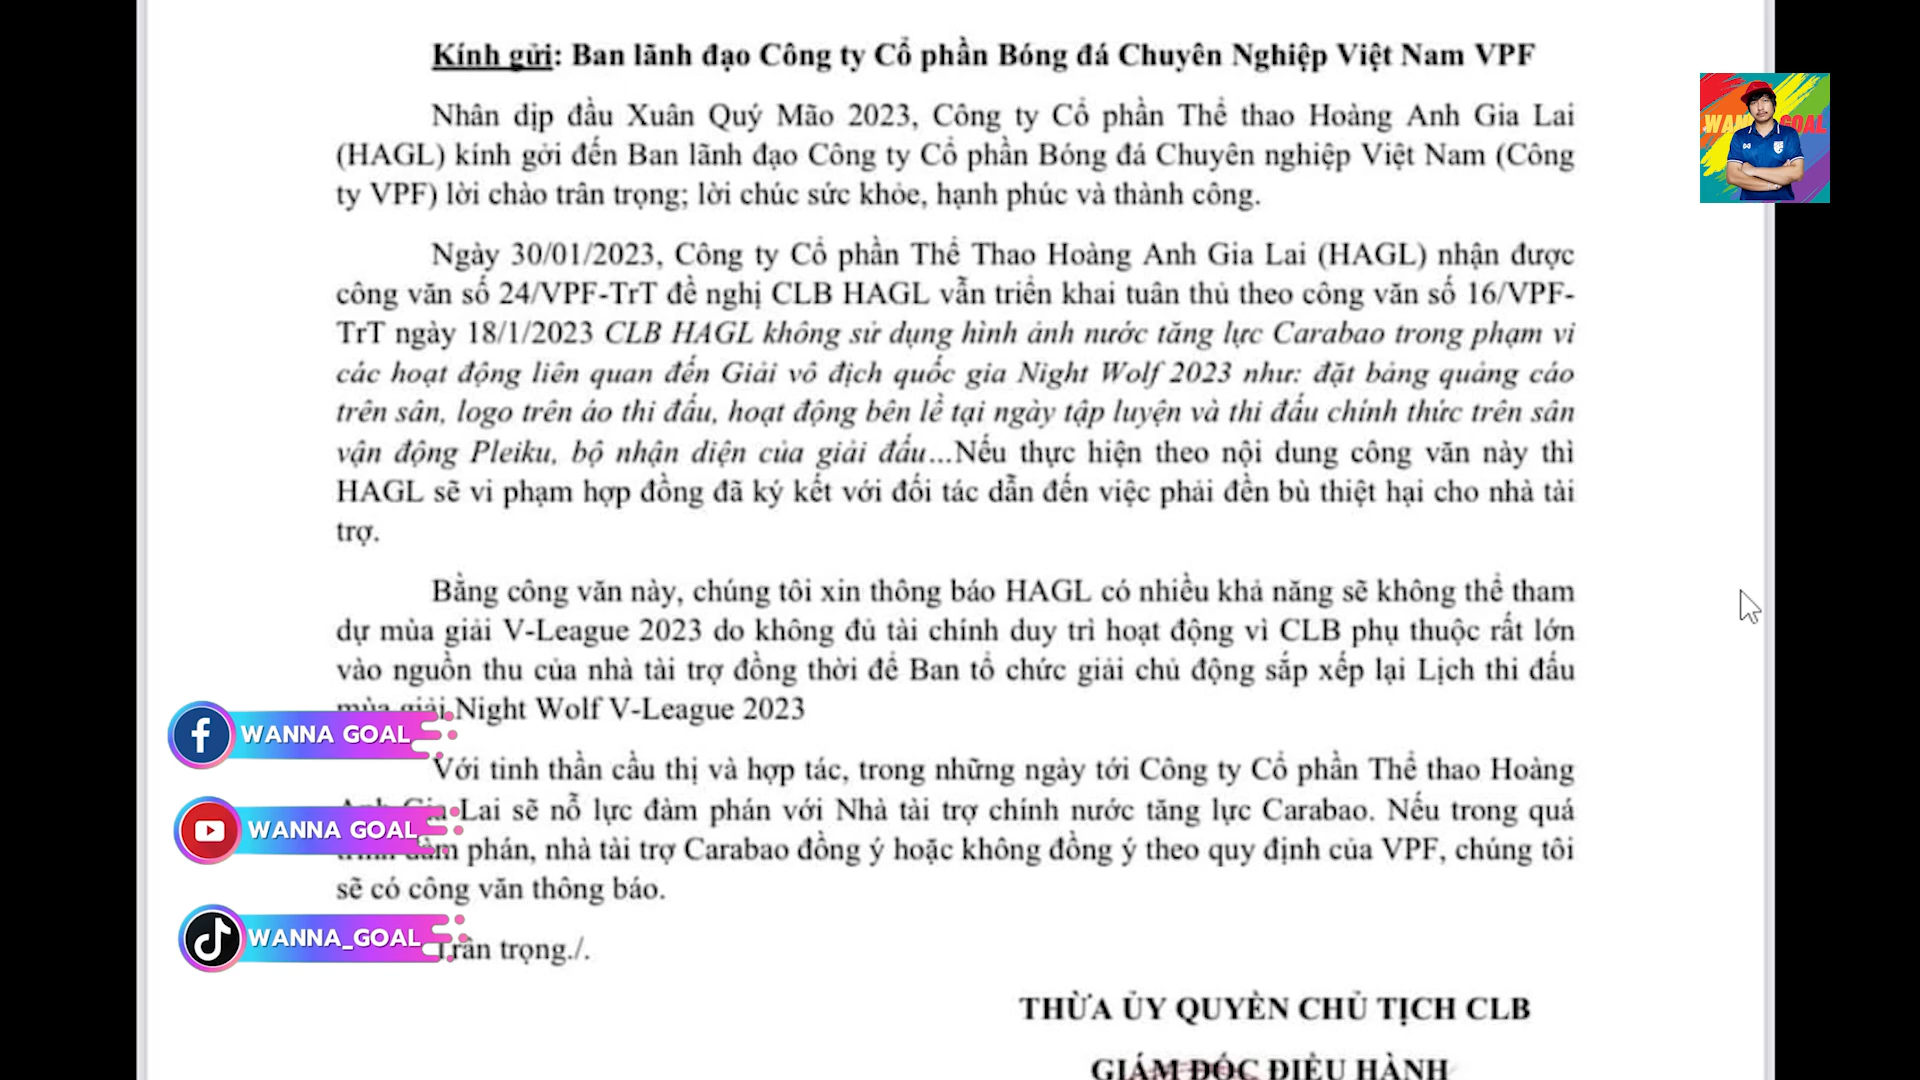 Kính gửi: Ban lãnh đạo Công ty Cổ phần Bóng đá Chuyên Nghiệp Việt Nam VPF
Nhân dịp đầu Xuân Quý Mão 2023, Công ty Cổ phần Thể thao Hoàng Anh Gia Lai
(HAGL) kính gởi đến Ban lãnh đạo Công ty Cổ phần Bóng đá Chuyên nghiệp Việt Nam (Công
ty VPF) lời chào trân trọng; lời chúc sức khỏe, hạnh phúc và thành công.
Ngày 30/01/2023, Công ty Cổ phần Thể Thao Hoàng Anh Gia Lai (HAGL) nhận được
công văn số 24/VPF-TrT đề nghị CLB HAGL vẫn triển khai tuân thủ theo công văn số 16/VPF-
TrT ngày 18/1/2023 CLB HAGL không sử dụng hình ảnh nước tăng lực Carabao trong phạm vi
các hoạt động liên quan đến Giải vô địch quốc gia Night Wolf 2023 như: đặt bảng quảng cáo
trên sân, logo trên áo thi đấu, hoạt động bên lề tại ngày tập luyện và thi đấu chính thức trên sân
vận động Pleiku, bộ nhận diện của giải đấu...Nếu thực hiện theo nội dung công văn này thì
HAGL sẽ vi phạm hợp đồng đã ký kết với đối tác dẫn đến việc phải đền bù thiệt hại cho nhà tài
trợ.
Bằng công văn này, chúng tôi xin thông báo HAGL có nhiều khả năng sẽ không thể tham
dự mùa giải V-League 2023 do không đủ tài chính duy trì hoạt động vì CLB phụ thuộc rất lớn
vào nguồn thu của nhà tài trợ đồng thời để Ban tổ chức giải chủ động sắp xếp lại Lịch thi đấu
mùa giải Night Wolf V-League 2023
Với tinh thần cầu thị và hợp tác, trong những ngày tới Công ty Cổ phần Thể thao Hoàng
Anh Gia Lai sẽ nỗ lực đàm phán với Nhà tài trợ chính nước tăng lực Carabao. Nếu trong quá
trình đàm phán, nhà tài trợ Carabao đồng ý hoặc không đồng ý theo quy định của VPF, chúng tôi
sẽ có công văn thông báo.
Trân trọng./.
THỪA ỦY QUYỀN CHỦ TỊCH CLB
GIÁM ĐỐC ĐIỀU HÀNH
WANNA GOAL
WANNA GOAL
WANNA_GOAL